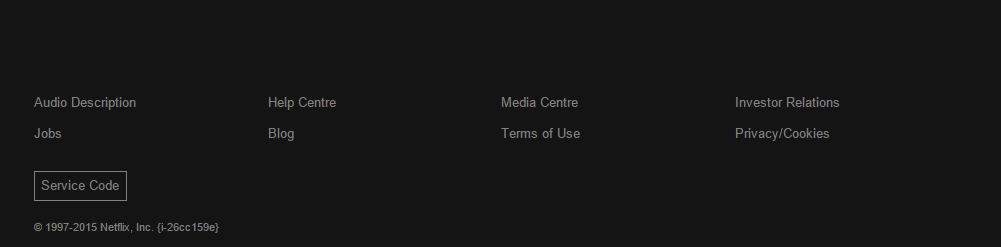 Audio Description Help Centre Media Centre Investor Relations
Jobs Blog Terms of Use Privacy/Cookies
Service Code
© 1997-2015 Netflix, Inc. {i-26cc159e}